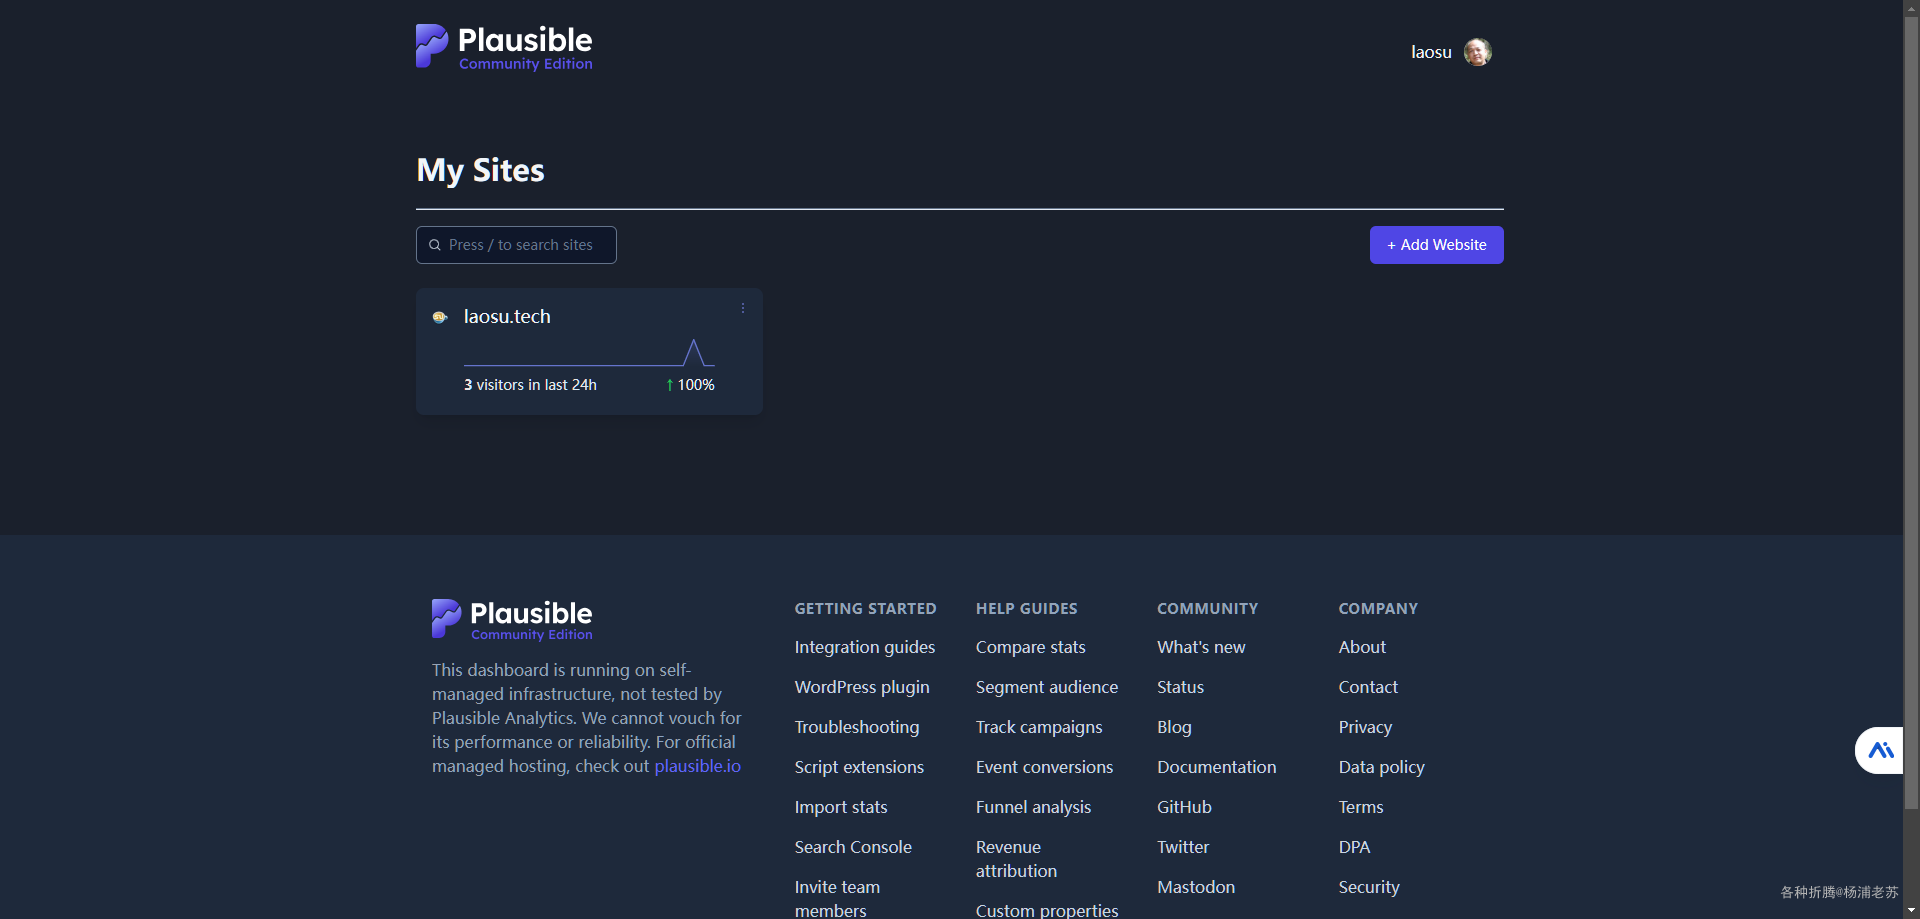 Plausible
Community Edition
laosu
My Sites
Press / to search sites
+ Add Website
laosu.tech
3 visitors in last 24h
↑ 100%
Plausible
Community Edition
This dashboard is running on self-
managed infrastructure, not tested by
Plausible Analytics. We cannot vouch for
its performance or reliability. For official
managed hosting, check out plausible.io
GETTING STARTED
Integration guides
WordPress plugin
Troubleshooting
Script extensions
Import stats
Search Console
Invite team
members
HELP GUIDES
Compare stats
Segment audience
Track campaigns
Event conversions
Funnel analysis
Revenue
attribution
Custom properties
COMMUNITY
What's new
Status
Blog
Documentation
GitHub
Twitter
Mastodon
COMPANY
About
Contact
Privacy
Data policy
Terms
DPA
Security
各种折腾@杨浦老苏